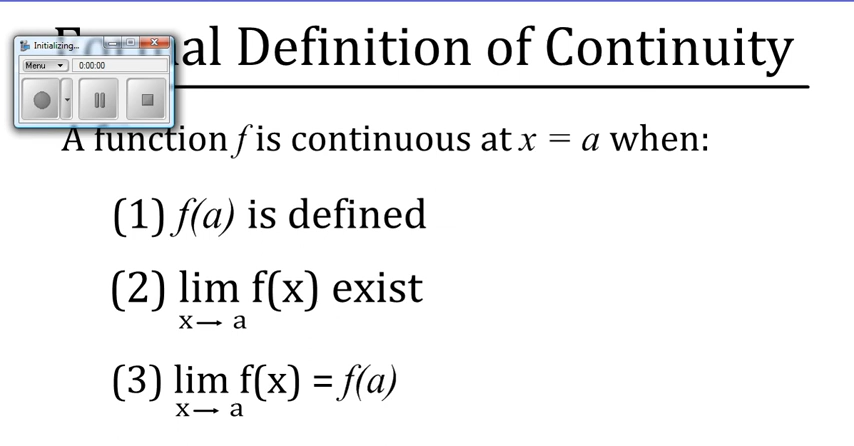 al Definition of Continuity
Initializing...
Menu 0:00:00
A function f is continuous at x = a when:
(1) f(a) is defined
(2) lim f(x) exist
x→ a
(3) lim f(x) = f(a)
x→ a